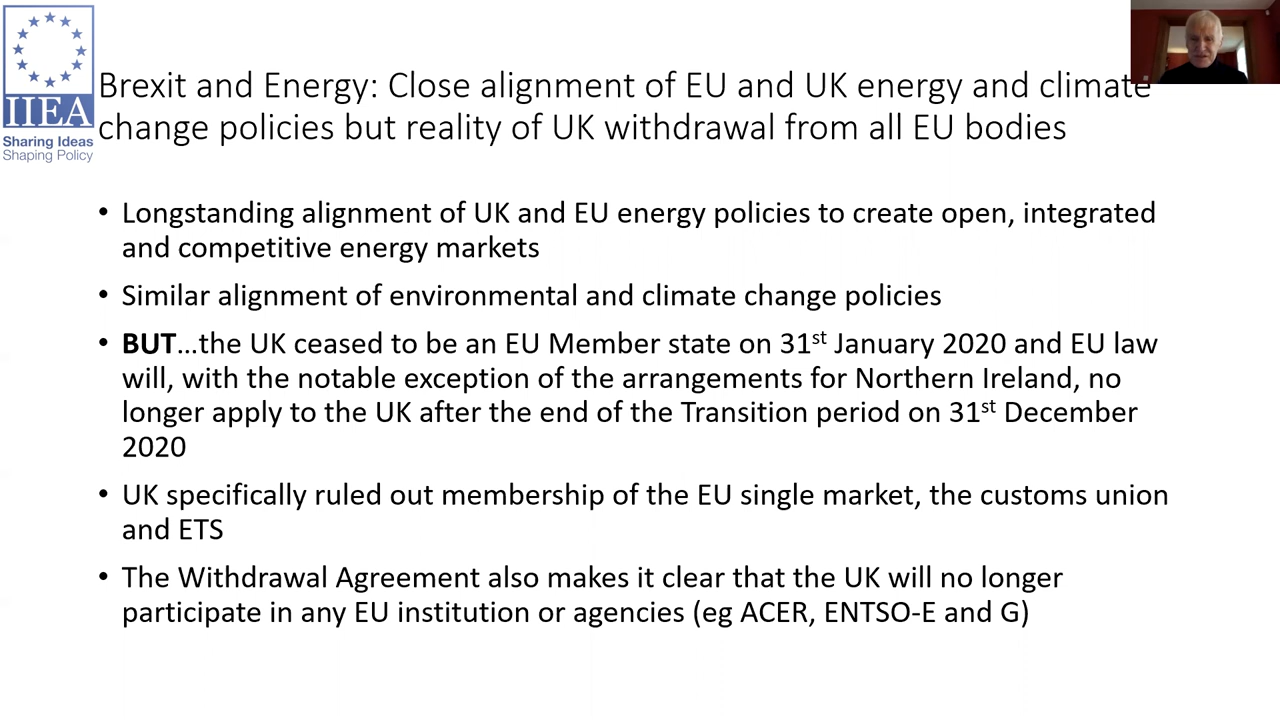 IIEA
Sharing Ideas
Shaping Policy
Brexit and Energy: Close alignment of EU and UK energy and climate
change policies but reality of UK withdrawal from all EU bodies
• Longstanding alignment of UK and EU energy policies to create open, integrated
and competitive energy markets
• Similar alignment of environmental and climate change policies
• BUT…the UK ceased to be an EU Member state on 31st January 2020 and EU law
will, with the notable exception of the arrangements for Northern Ireland, no
longer apply to the UK after the end of the Transition period on 31st December
2020
• UK specifically ruled out membership of the EU single market, the customs union
and ETS
• The Withdrawal Agreement also makes it clear that the UK will no longer
participate in any EU institution or agencies (eg ACER, ENTSO-E and G)